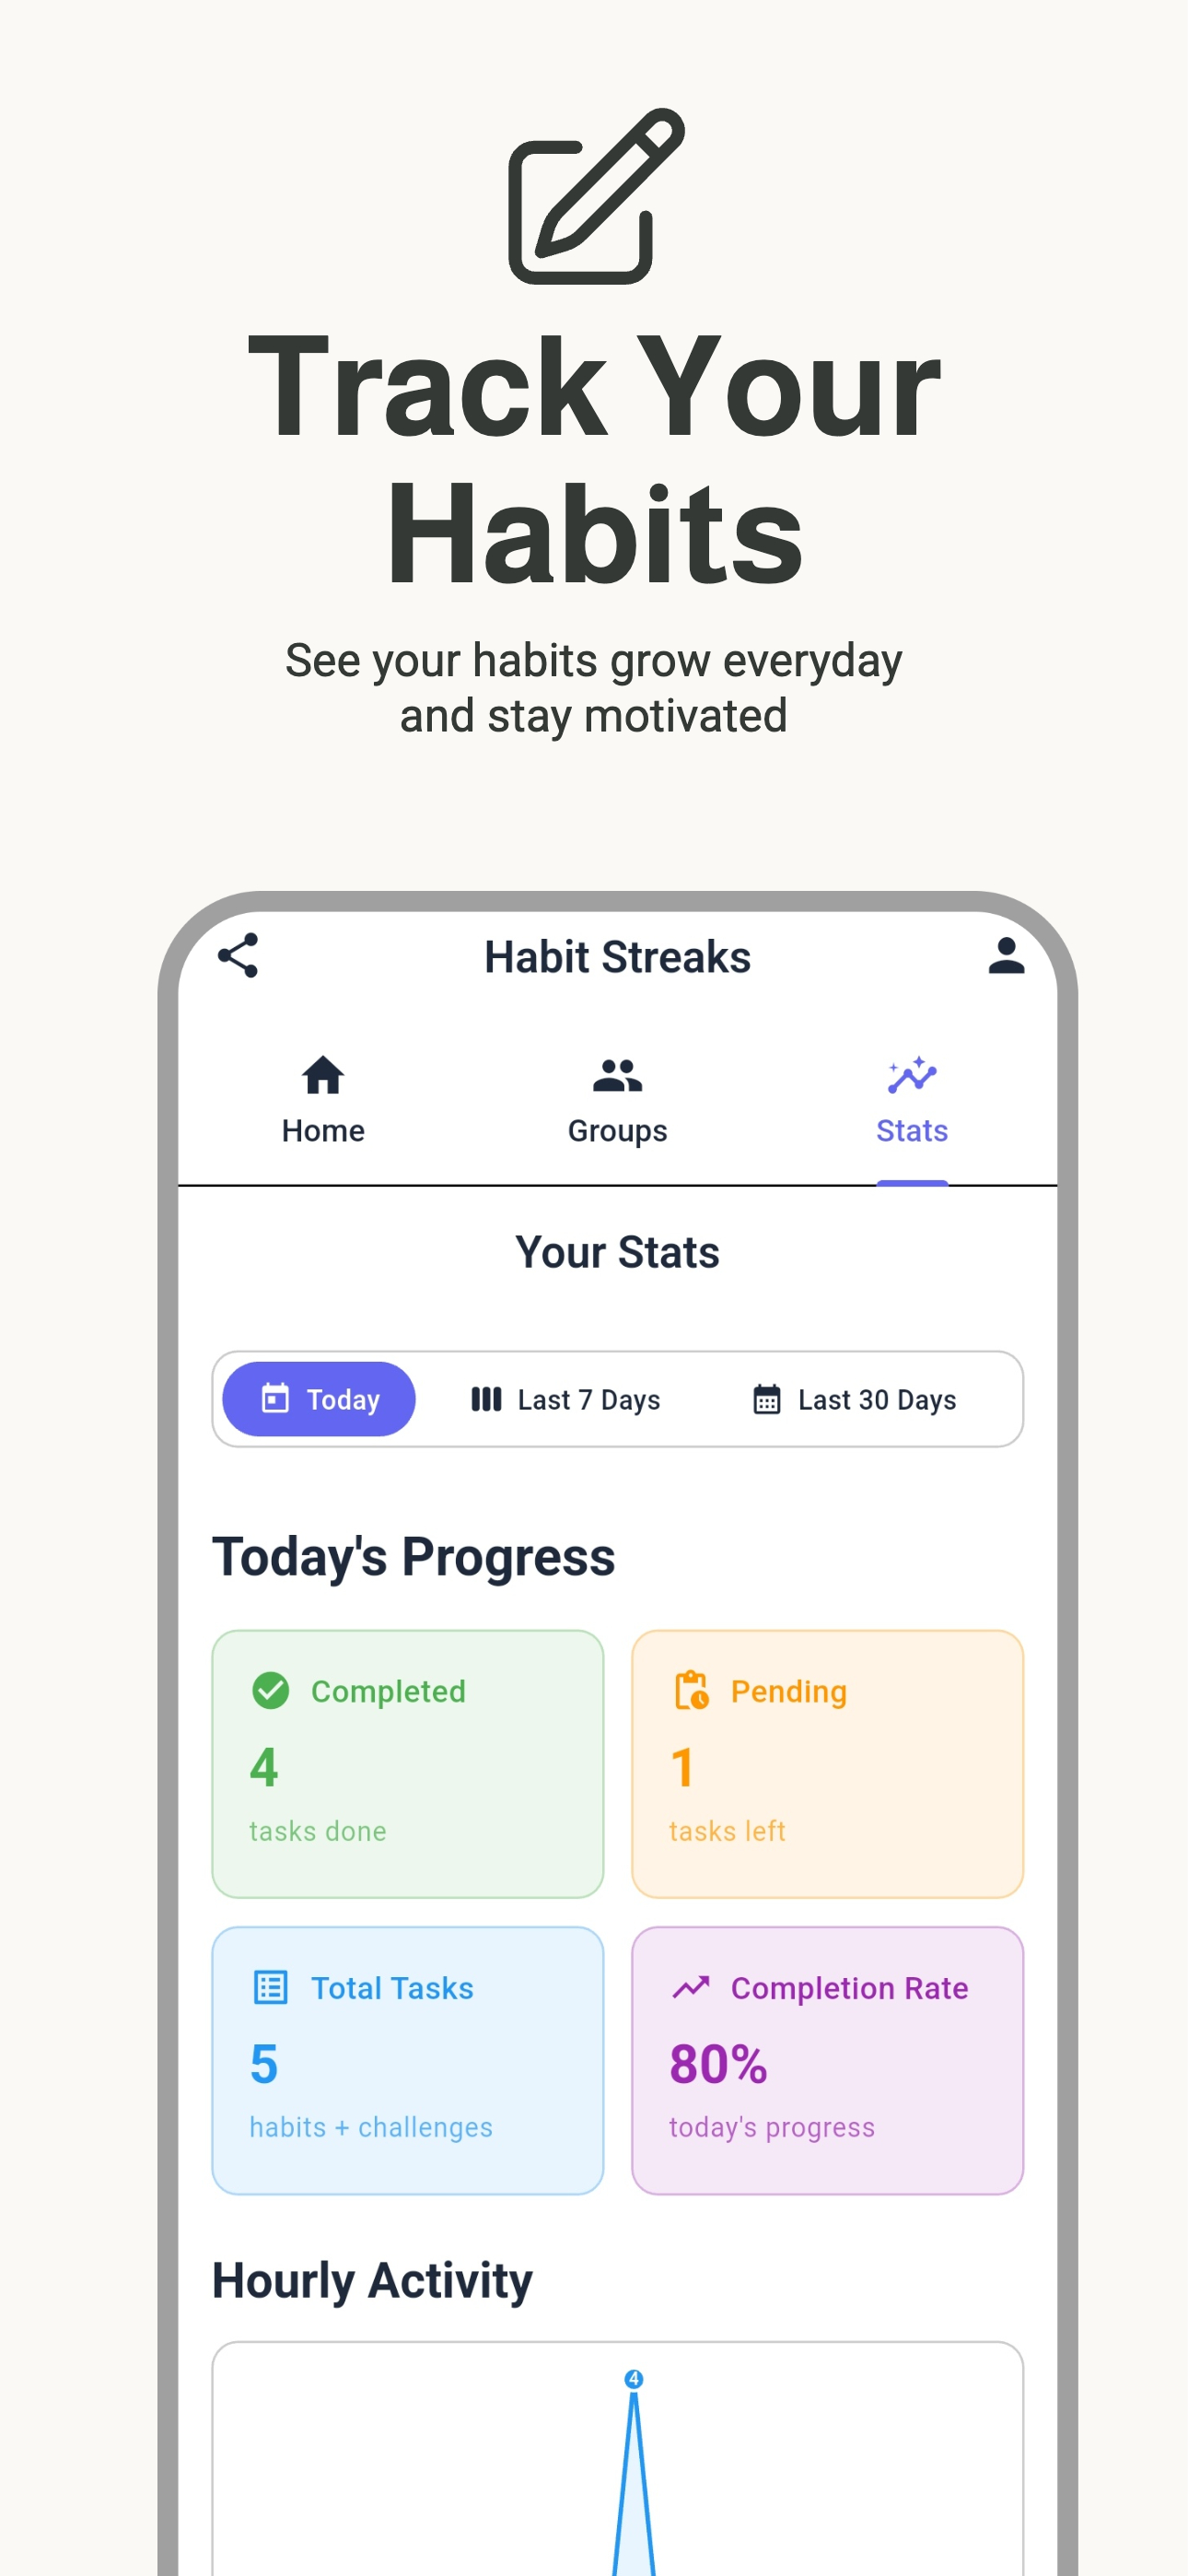 Track Your
Habits
See your habits grow everyday
and stay motivated
Habit Streaks
Home
Groups
Stats
Your Stats
Today
Last 7 Days
Last 30 Days
Today's Progress
Completed
4
tasks done
Pending
1
tasks left
Total Tasks
5
habits + challenges
Completion Rate
80%
today's progress
Hourly Activity
4